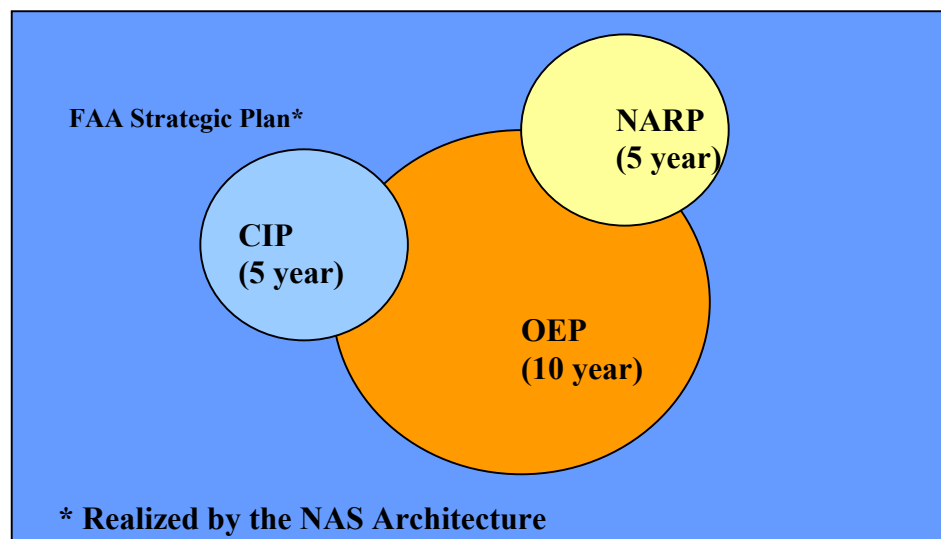 FAA Strategic Plan*
NARP
(5 year)
CIP
(5 year)
OEP
(10 year)
* Realized by the NAS Architecture